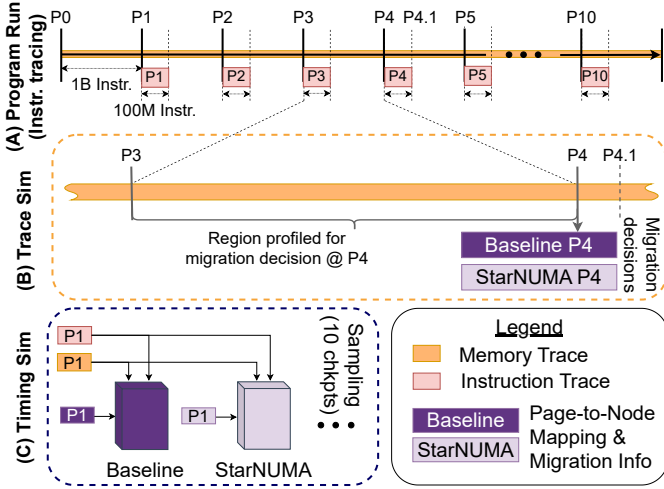 (A) Program Run
(Instr. tracing)
P0 P1 P2 P3 P4 P4.1 P5 P10
P1 P2 P3 P4 P5 P10
1B Instr.
100M Instr.
(B) Trace Sim
P3 P4 P4.1
Region profiled for
migration decision @ P4
Baseline P4
StarNUMA P4
Migration
decisions
(C) Timing Sim
P1
P1
P1 P1
Baseline StarNUMA
Sampling
(10 chkpts)
Legend
Memory Trace
Instruction Trace
Baseline
StarNUMA
Page-to-Node
Mapping &
Migration Info